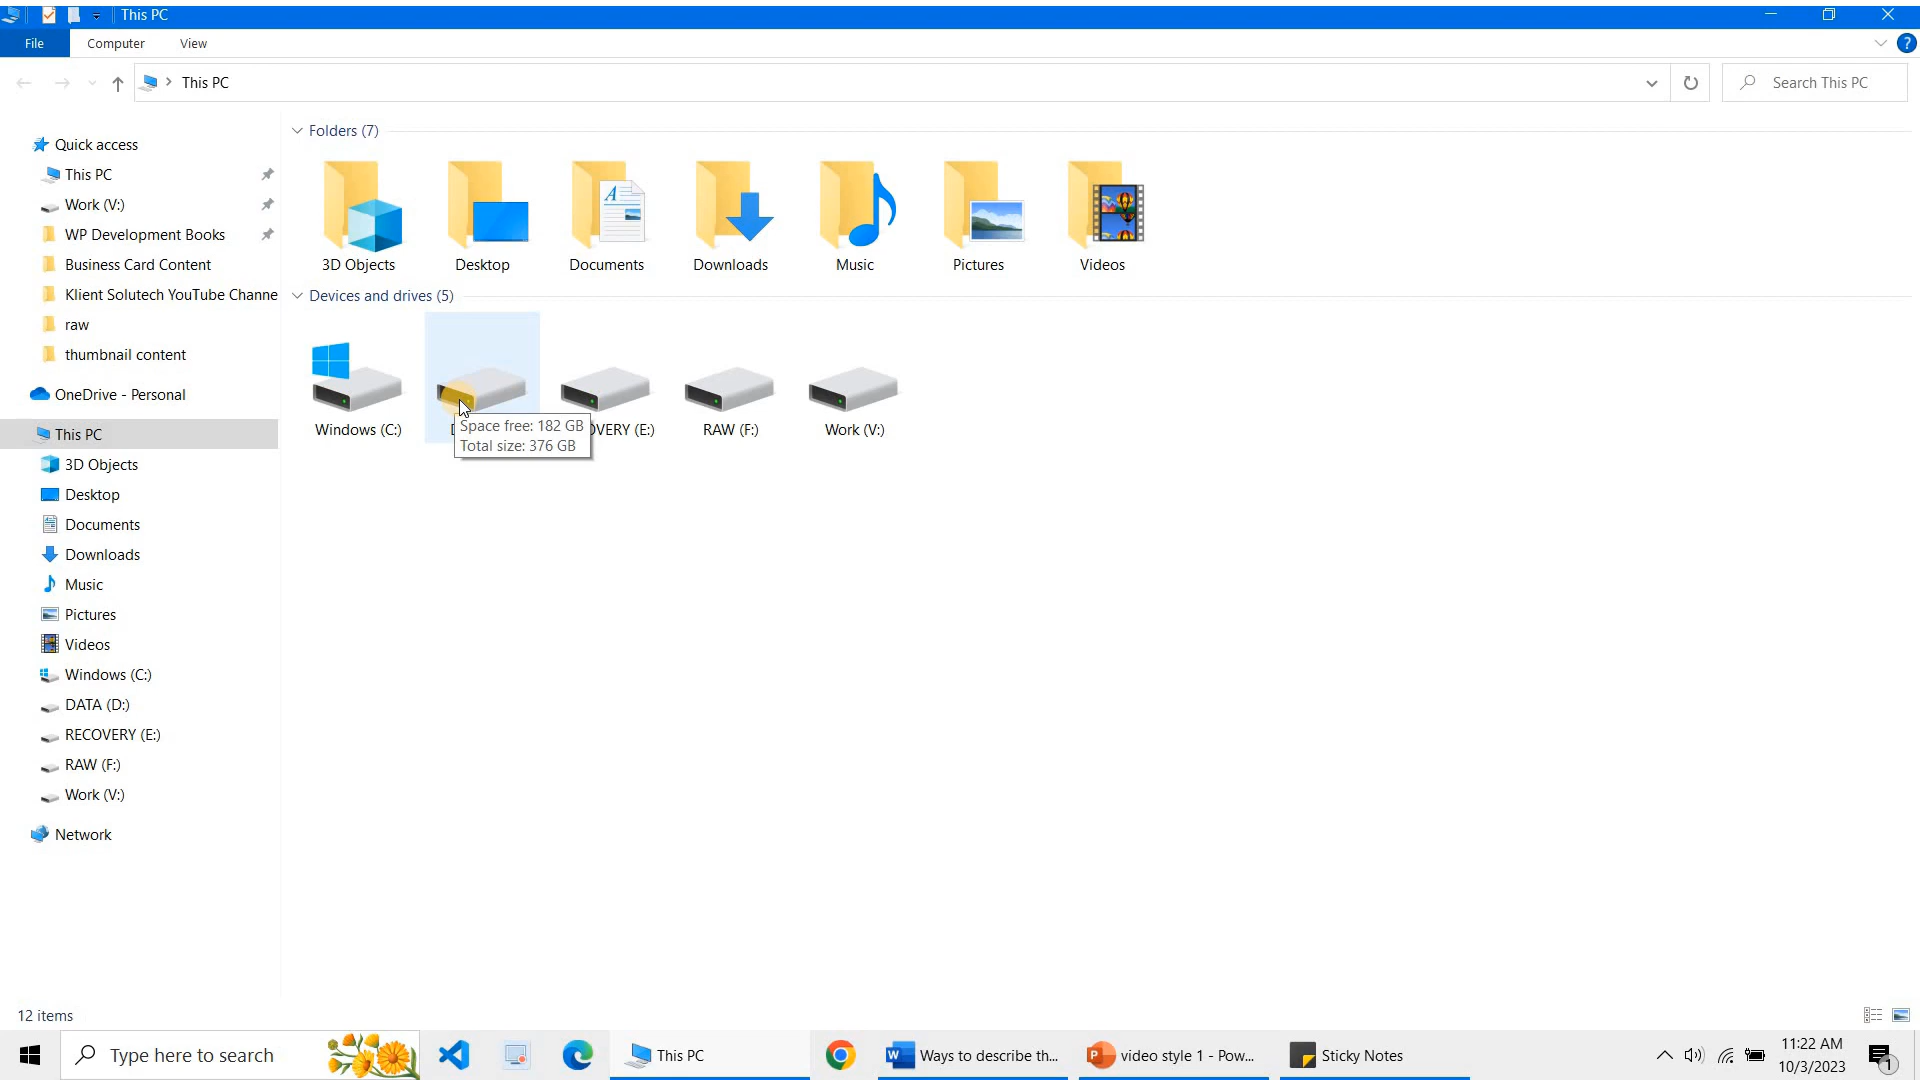 This PC
File Computer View
This PC
Search This PC
Quick access
This PC
Work (V:)
WP Development Books
Business Card Content
Klient Solutech YouTube Channe
raw
thumbnail content
OneDrive - Personal
This PC
3D Objects
Desktop
Documents
Downloads
Music
Pictures
Videos
Windows (C:)
DATA (D:)
RECOVERY (E:)
RAW (F:)
Work (V:)
Network
Folders (7)
3D Objects Desktop Documents Downloads Music Pictures Videos
Devices and drives (5)
Windows (C:) OVERY (E:) RAW (F:) Work (V:)
Space free: 182 GB
Total size: 376 GB
12 items
Type here to search
This PC
Ways to describe th...
video style 1 - Pow...
Sticky Notes
11:22 AM
10/3/2023
1